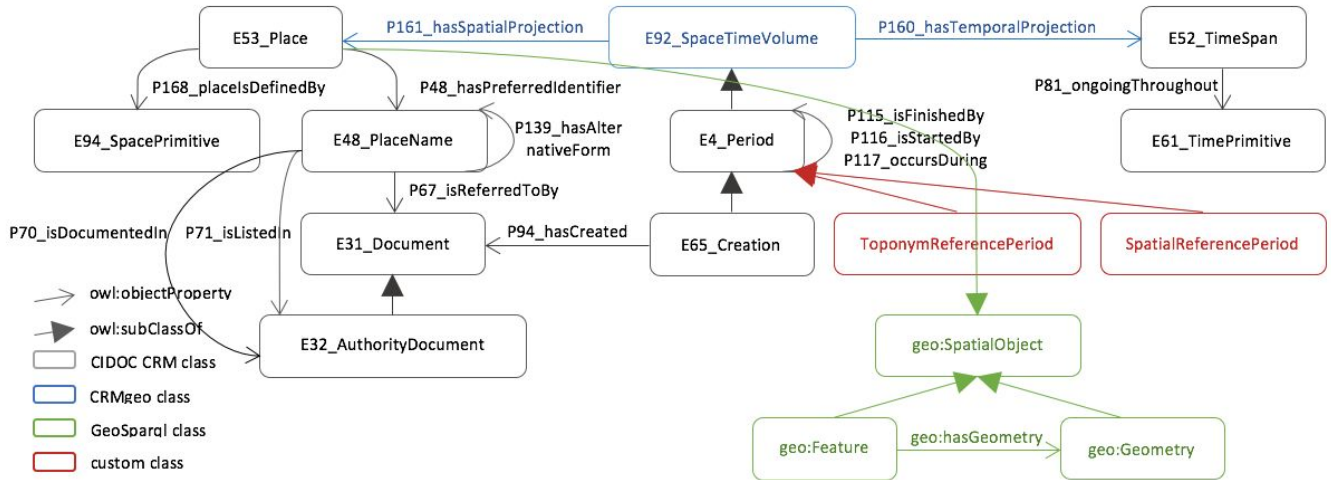 P161_hasSpatialProjection
P160_hasTemporalProjection
E53_Place
E92_SpaceTimeVolume
E52_TimeSpan
P168_placeIsDefinedBy
P48_hasPreferredIdentifier
P81_ongoingThroughout
E94_SpacePrimitive
E48_PlaceName
P139_hasAlter
nativeForm
E4_Period
P115_isFinishedBy
P116_isStartedBy
P117_occursDuring
E61_TimePrimitive
P67_isReferredToBy
P70_isDocumentedIn
P71_isListedIn
E31_Document
P94_hasCreated
E65_Creation
ToponymReferencePeriod
SpatialReferencePeriod
owl:objectProperty
owl:subClassOf
CIDOC CRM class
CRMgeo class
GeoSparql class
custom class
E32_AuthorityDocument
geo:SpatialObject
geo:Feature
geo:hasGeometry
geo:Geometry